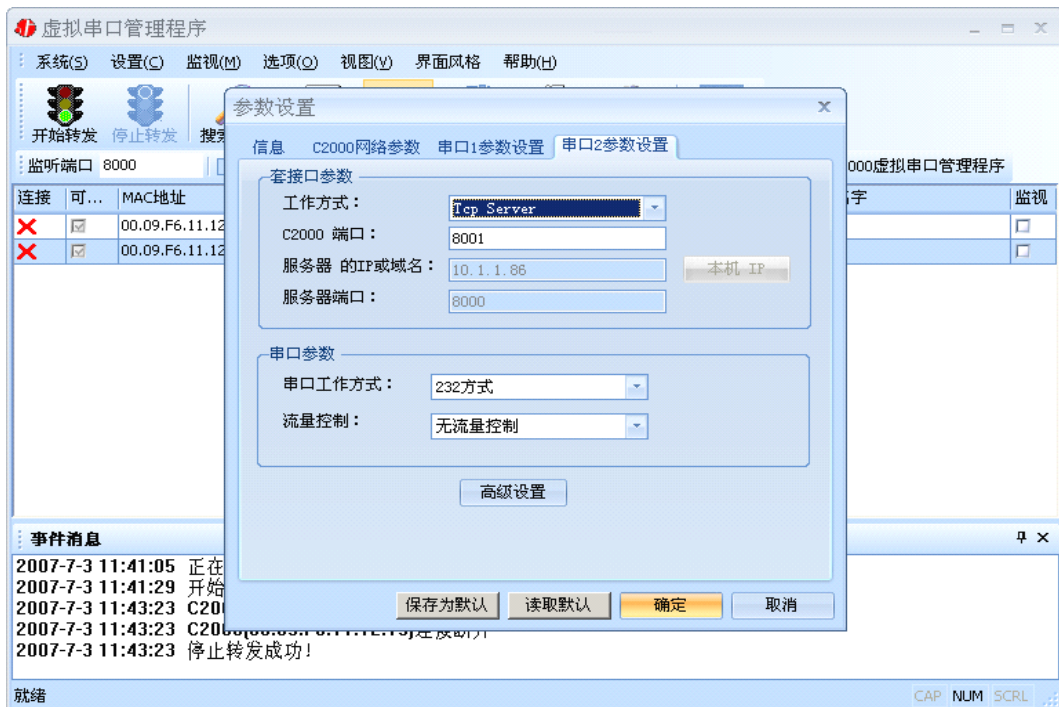 虚拟串口管理程序
系统(S) 设置(C) 监视(M) 选项(O) 视图(V) 界面风格 帮助(H)
开始转发 停止转发 搜
监听端口 8000
000虚拟串口管理程序
连接 可... MAC地址
字 监视
00.09.F6.11.12
00.09.F6.11.12
参数设置
信息 C2000网络参数 串口1参数设置 串口2参数设置
套接口参数
工作方式： Tcp Server
C2000 端口： 8001
服务器 的IP或域名： 10.1.1.86 本机 IP
服务器端口： 8000
串口参数
串口工作方式： 232方式
流量控制： 无流量控制
高级设置
保存为默认 读取默认 确定 取消
事件消息
2007-7-3 11:41:05 正在
2007-7-3 11:41:29 开始
2007-7-3 11:43:23 C200
2007-7-3 11:43:23
2007-7-3 11:43:23 停止转发成功!
就绪
CAP NUM SCRL